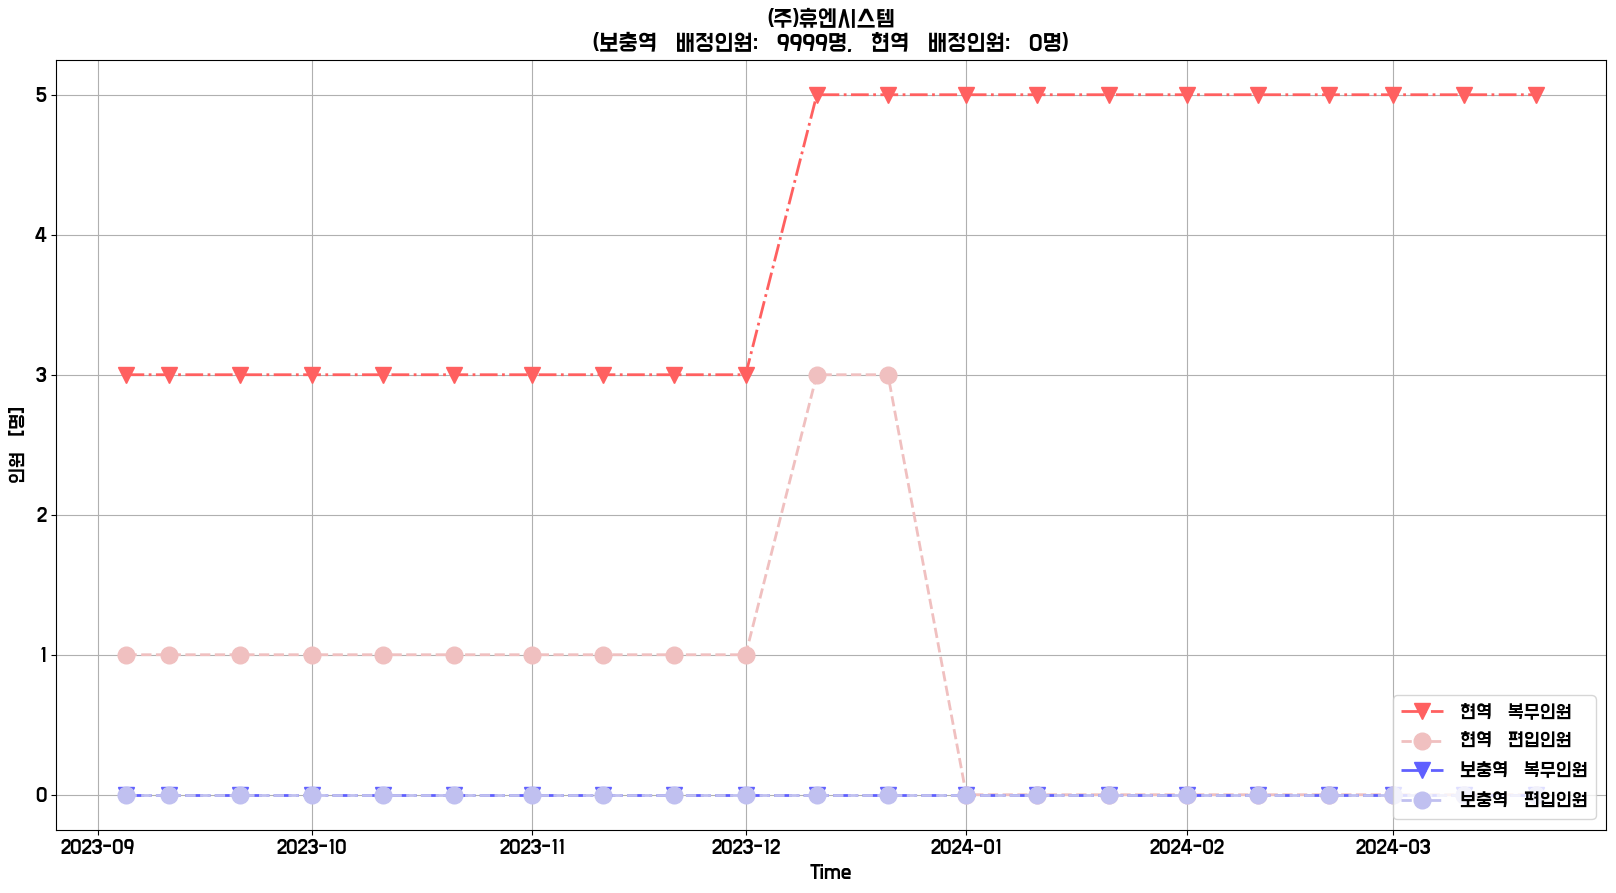 (주)휴엔시스템
(보충역 배정인원: 9999명, 현역 배정인원: 0명)
5
4
3
2
1
0
인원 [명]
2023-09 2023-10 2023-11 2023-12 2024-01 2024-02 2024-03
Time
현역 복무인원
현역 편입인원
보충역 복무인원
보충역 편입인원